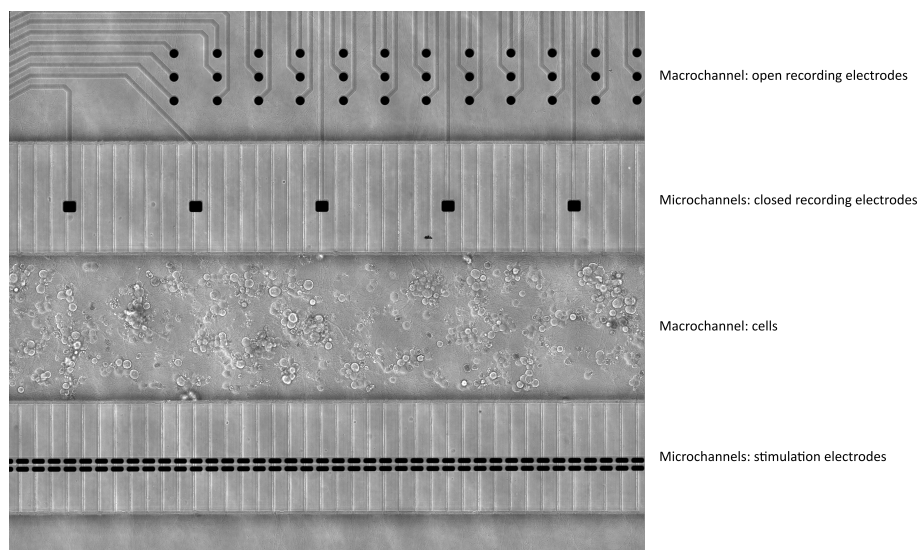 Macrochannel: open recording electrodes
Microchannels: closed recording electrodes
Macrochannel: cells
Microchannels: stimulation electrodes